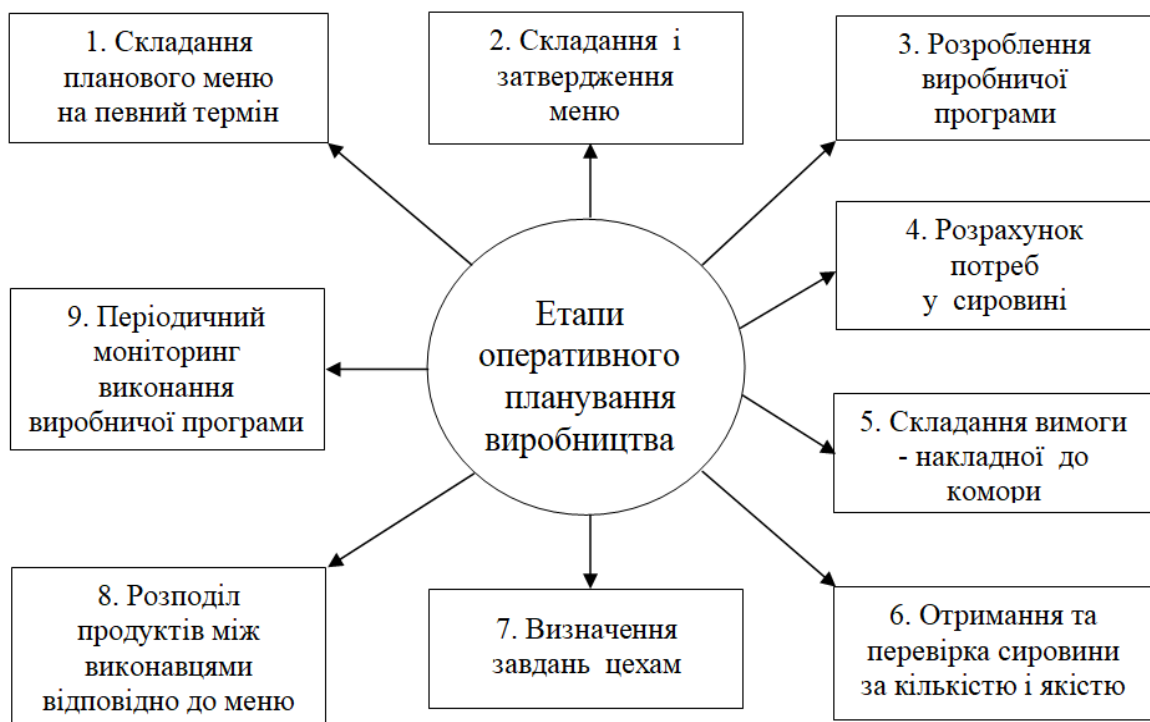 1. Складання
планового меню
на певний термін
2. Складання і
затвердження
меню
3. Розроблення
виробничої
програми
4. Розрахунок
потреб
у сировині
5. Складання вимоги
- накладної до
комори
6. Отримання та
перевірка сировини
за кількістю і якістю
7. Визначення
завдань цехам
8. Розподіл
продуктів між
виконавцями
відповідно до меню
9. Періодичний
моніторинг
виконання
виробничої програми
Етапи
оперативного
планування
виробництва